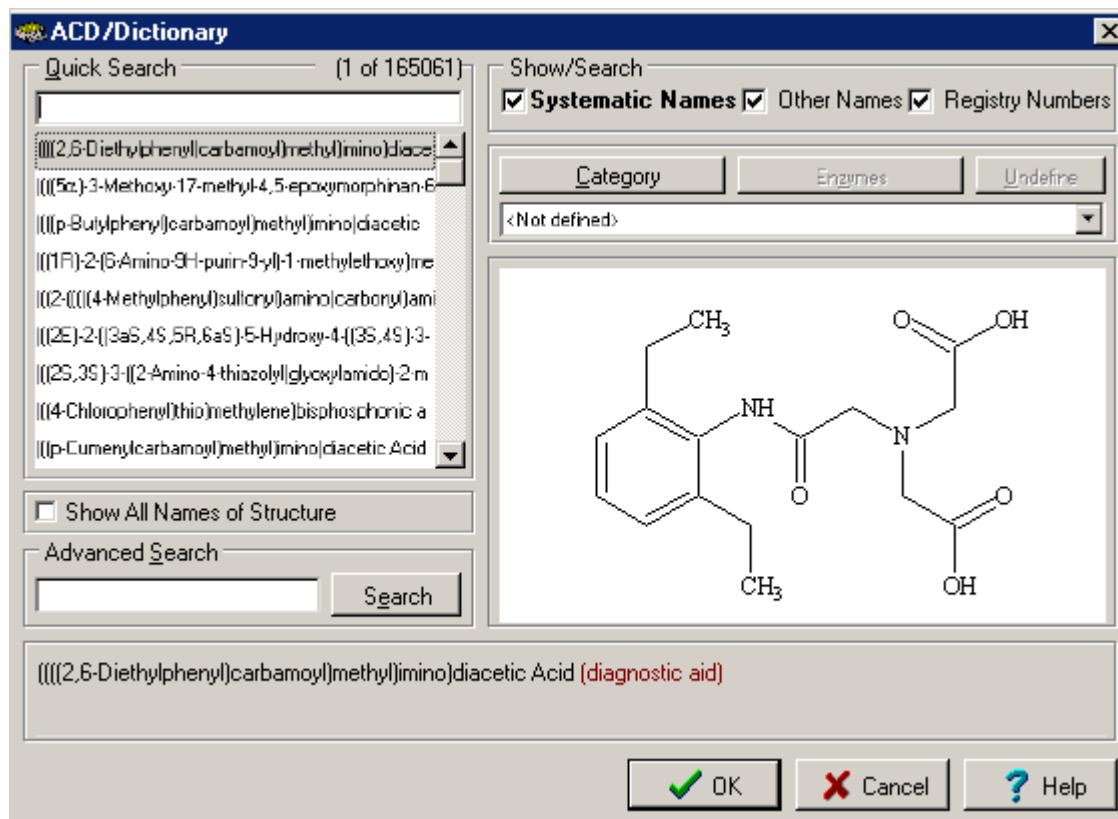 ACD/Dictionary
Quick Search (1 of 165061)
((((2,6-Diethylphenyl)carbamoyl)methyl)imino)diace
(((5α)-3-Methoxy-17-methyl-4,5-epoxymorphinan-6
((((p-Butylphenyl)carbamoyl)methyl)imino)diacetic
(((1R)-2-(6-Amino-9H-purin-9-yl)-1-methylethoxy)me
((2-((((4-Methylphenyl)sulfonyl)amino)carbonyl)ami
((2E)-2-((3aS,4S,5R,6aS)-5-Hydroxy-4-((3S,4S)-3-
((2S,3S)-3-((2-Amino-4-thiazolyl)glyoxylamido)-2-m
(((4-Chlorophenyl)thio)methylene)bisphosphonic a
(((p-Cumenylcarbamoyl)methyl)imino)diacetic Acid
Show All Names of Structure
Advanced Search
Search
Show/Search
Systematic Names Other Names Registry Numbers
Category Enzymes Undefine
<Not defined>
CH3
O OH
NH
N
O
O
CH3
OH
((((2,6-Diethylphenyl)carbamoyl)methyl)imino)diacetic Acid (diagnostic aid)
OK Cancel Help